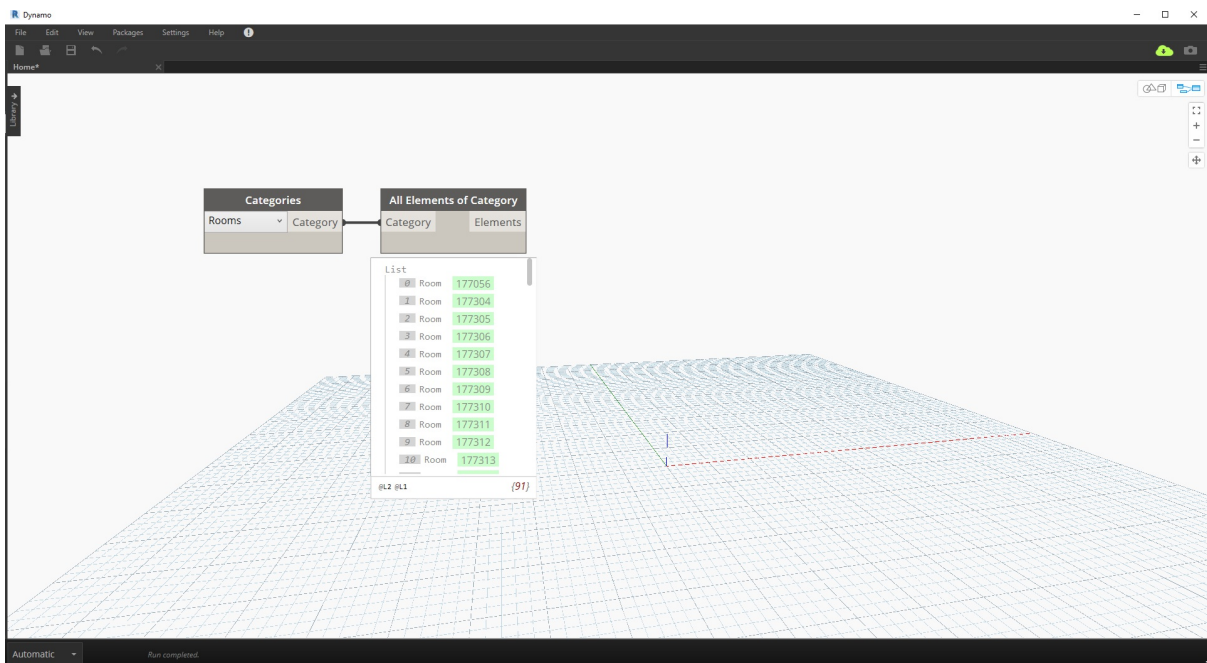 Dynamo
File Edit View Packages Settings Help !
Home*
Library
Categories
Rooms Category
All Elements of Category
Category Elements
List
0 Room 177056
1 Room 177304
2 Room 177305
3 Room 177306
4 Room 177307
5 Room 177308
6 Room 177309
7 Room 177310
8 Room 177311
9 Room 177312
10 Room 177313
@L2 @L1 {91}
Automatic Run completed.